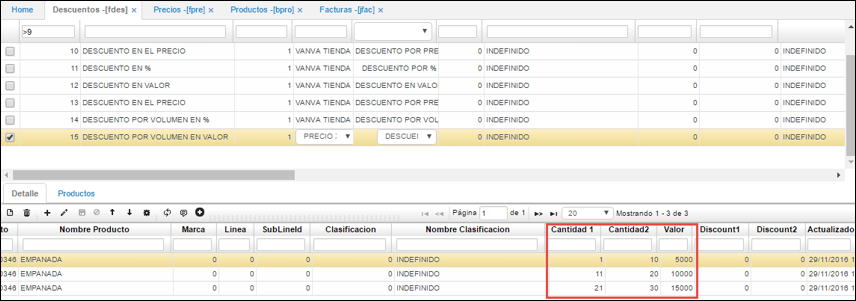 Home Descuentos -[fdes] × Precios -[fpre] × Productos -[bpro] × Facturas -[jfac] ×
>9
10 DESCUENTO EN EL PRECIO 1 VANVA TIENDA DESCUENTO POR PRE 0 INDEFINIDO 0 0 INDEFINIDO
11 DESCUENTO EN % 1 VANVA TIENDA DESCUENTO POR % 0 INDEFINIDO 0 0 INDEFINIDO
12 DESCUENTO EN VALOR 1 VANVA TIENDA DESCUENTO EN VALO 0 INDEFINIDO 0 0 INDEFINIDO
13 DESCUENTO EN EL PRECIO 1 VANVA TIENDA DESCUENTO POR PRE 0 INDEFINIDO 0 0 INDEFINIDO
14 DESCUENTO POR VOLUMEN EN % 1 VANVA TIENDA DESCUENTO POR VOL 0 INDEFINIDO 0 0 INDEFINIDO
15 DESCUENTO POR VOLUMEN EN VALOR 1 PRECIO DESCUEI 0 INDEFINIDO 0 0 INDEFINIDO
Detalle Productos
Página 1 de 1 20 Mostrando 1 - 3 de 3
to Nombre Producto Marca Linea SubLineId Clasificacion Nombre Clasificacion Cantidad 1 Cantidad2 Valor Discount1 Discount2 Actualizado
0346 EMPANADA 0 0 0 0 INDEFINIDO 1 10 5000 0 0 29/11/2016 1
0346 EMPANADA 0 0 0 0 INDEFINIDO 11 20 10000 0 0 29/11/2016 1
0346 EMPANADA 0 0 0 0 INDEFINIDO 21 30 15000 0 0 29/11/2016 1